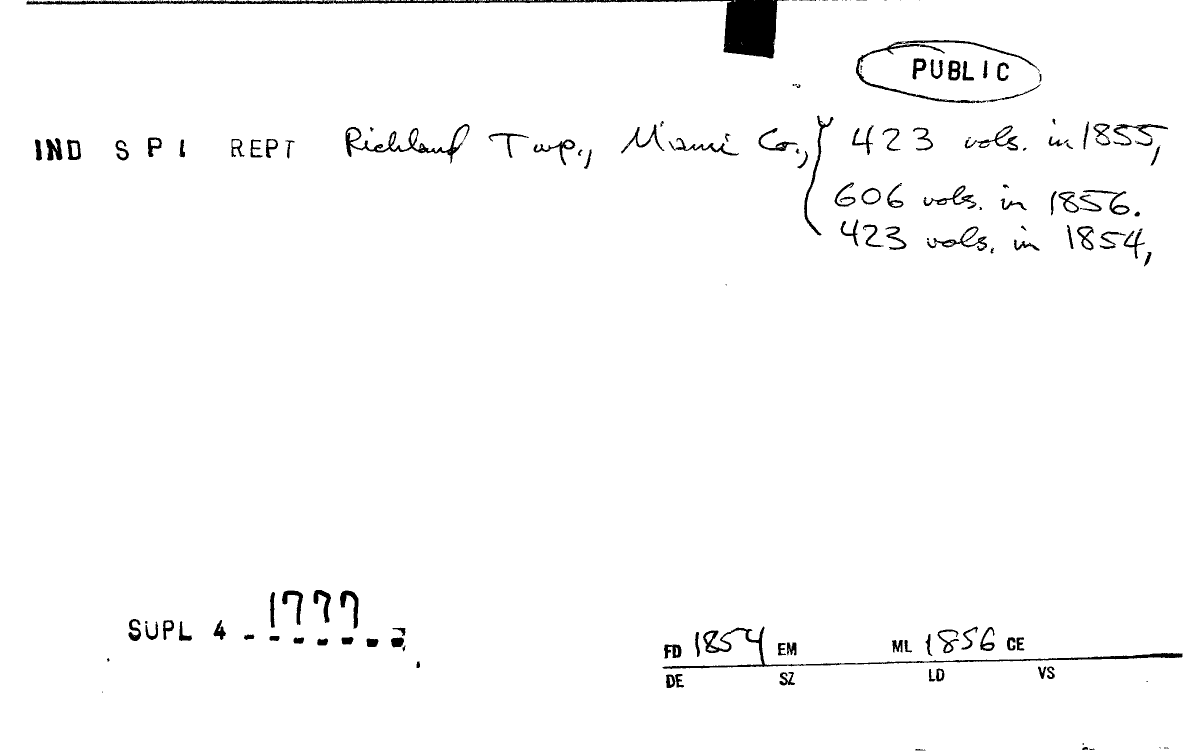 PUBLIC
IND S P I REPT Richland Twp., Miami Co., 423 vols. in 1855,
606 vols. in 1856.
423 vols. in 1854,
SUPL 4 - 1777
FD 1854 EM ML 1856 CE
DE SZ LD VS